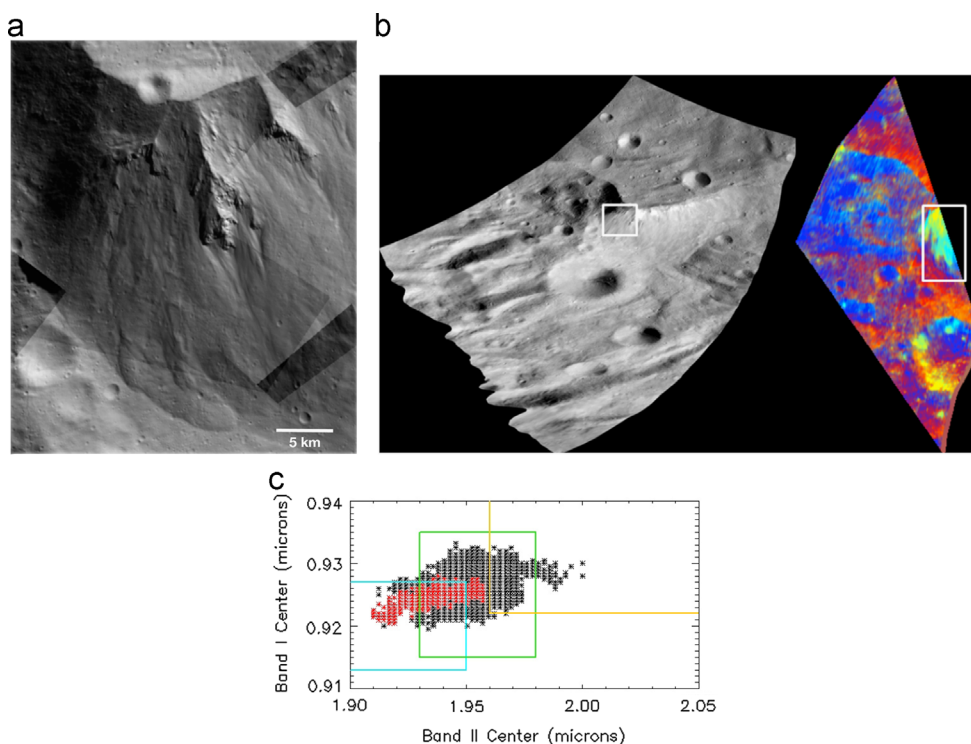 a
b
5 km
c
0.94
0.93
0.92
0.91
Band I Center (microns)
1.90
1.95
2.00
2.05
Band II Center (microns)